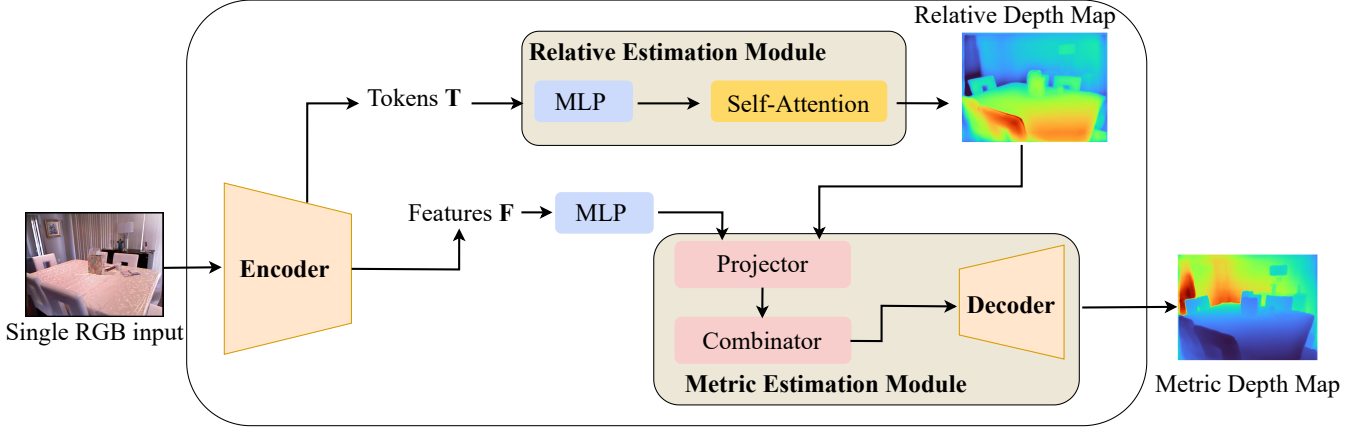 Relative Depth Map
Relative Estimation Module
Tokens T
MLP
Self-Attention
Features F
MLP
Encoder
Projector
Decoder
Single RGB input
Combinator
Metric Estimation Module
Metric Depth Map